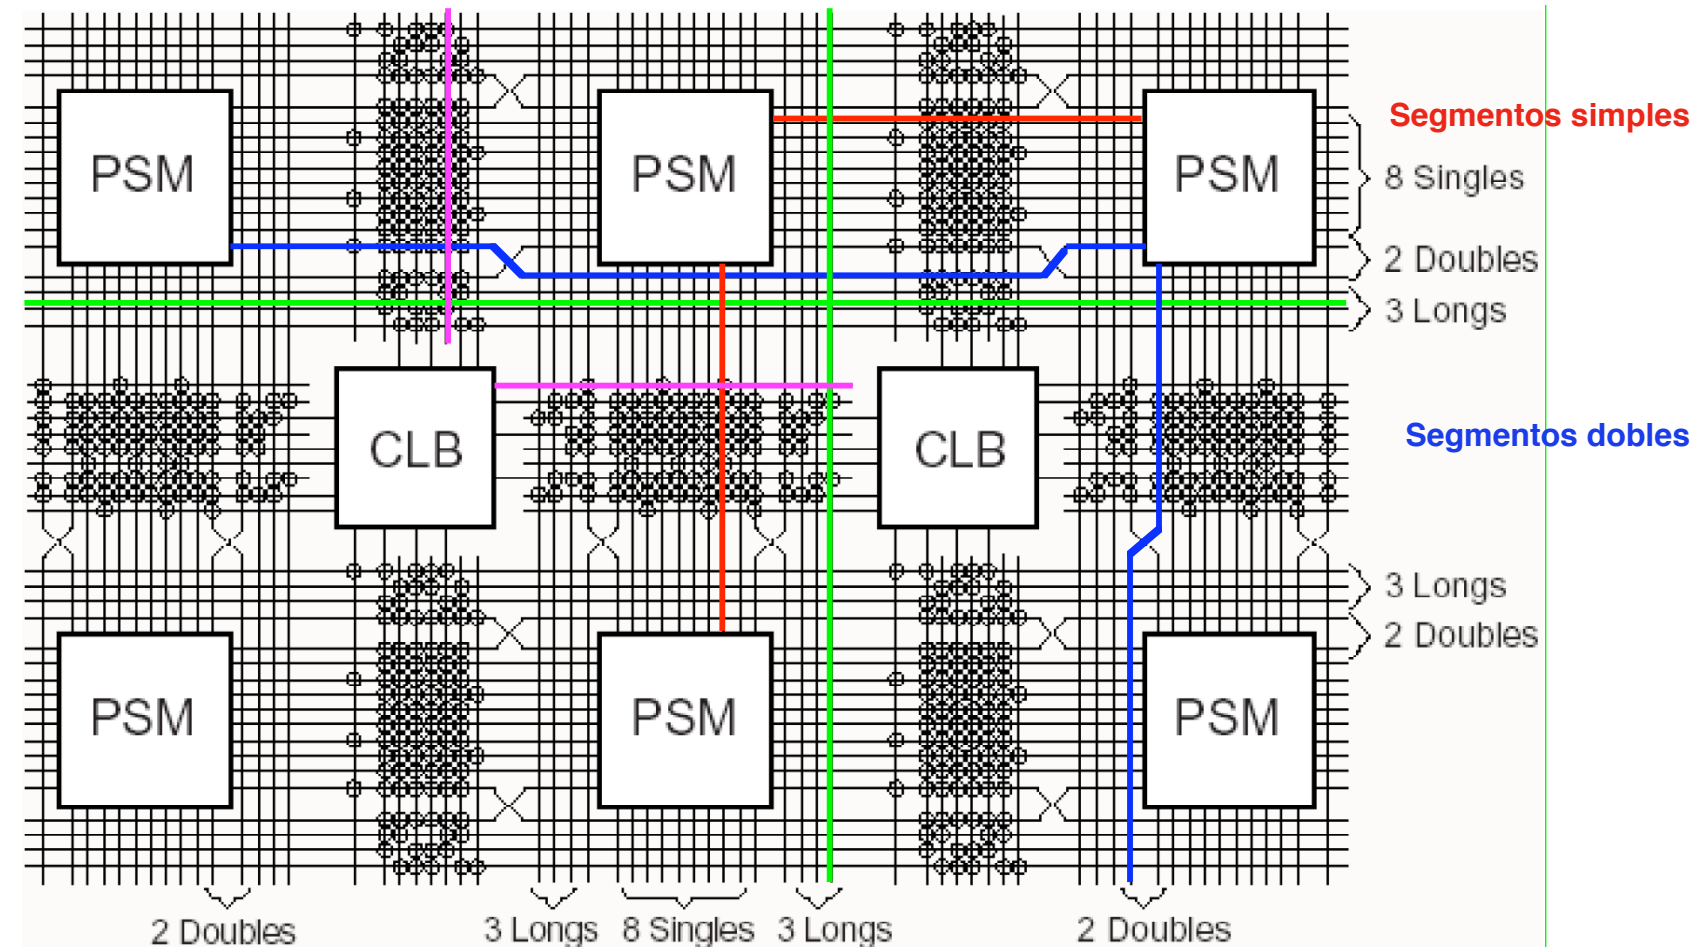 PSM
PSM
PSM
Segmentos simples
8 Singles
2 Doubles
3 Longs
CLB
CLB
Segmentos dobles
3 Longs
2 Doubles
PSM
PSM
PSM
2 Doubles
3 Longs
8 Singles
3 Longs
2 Doubles